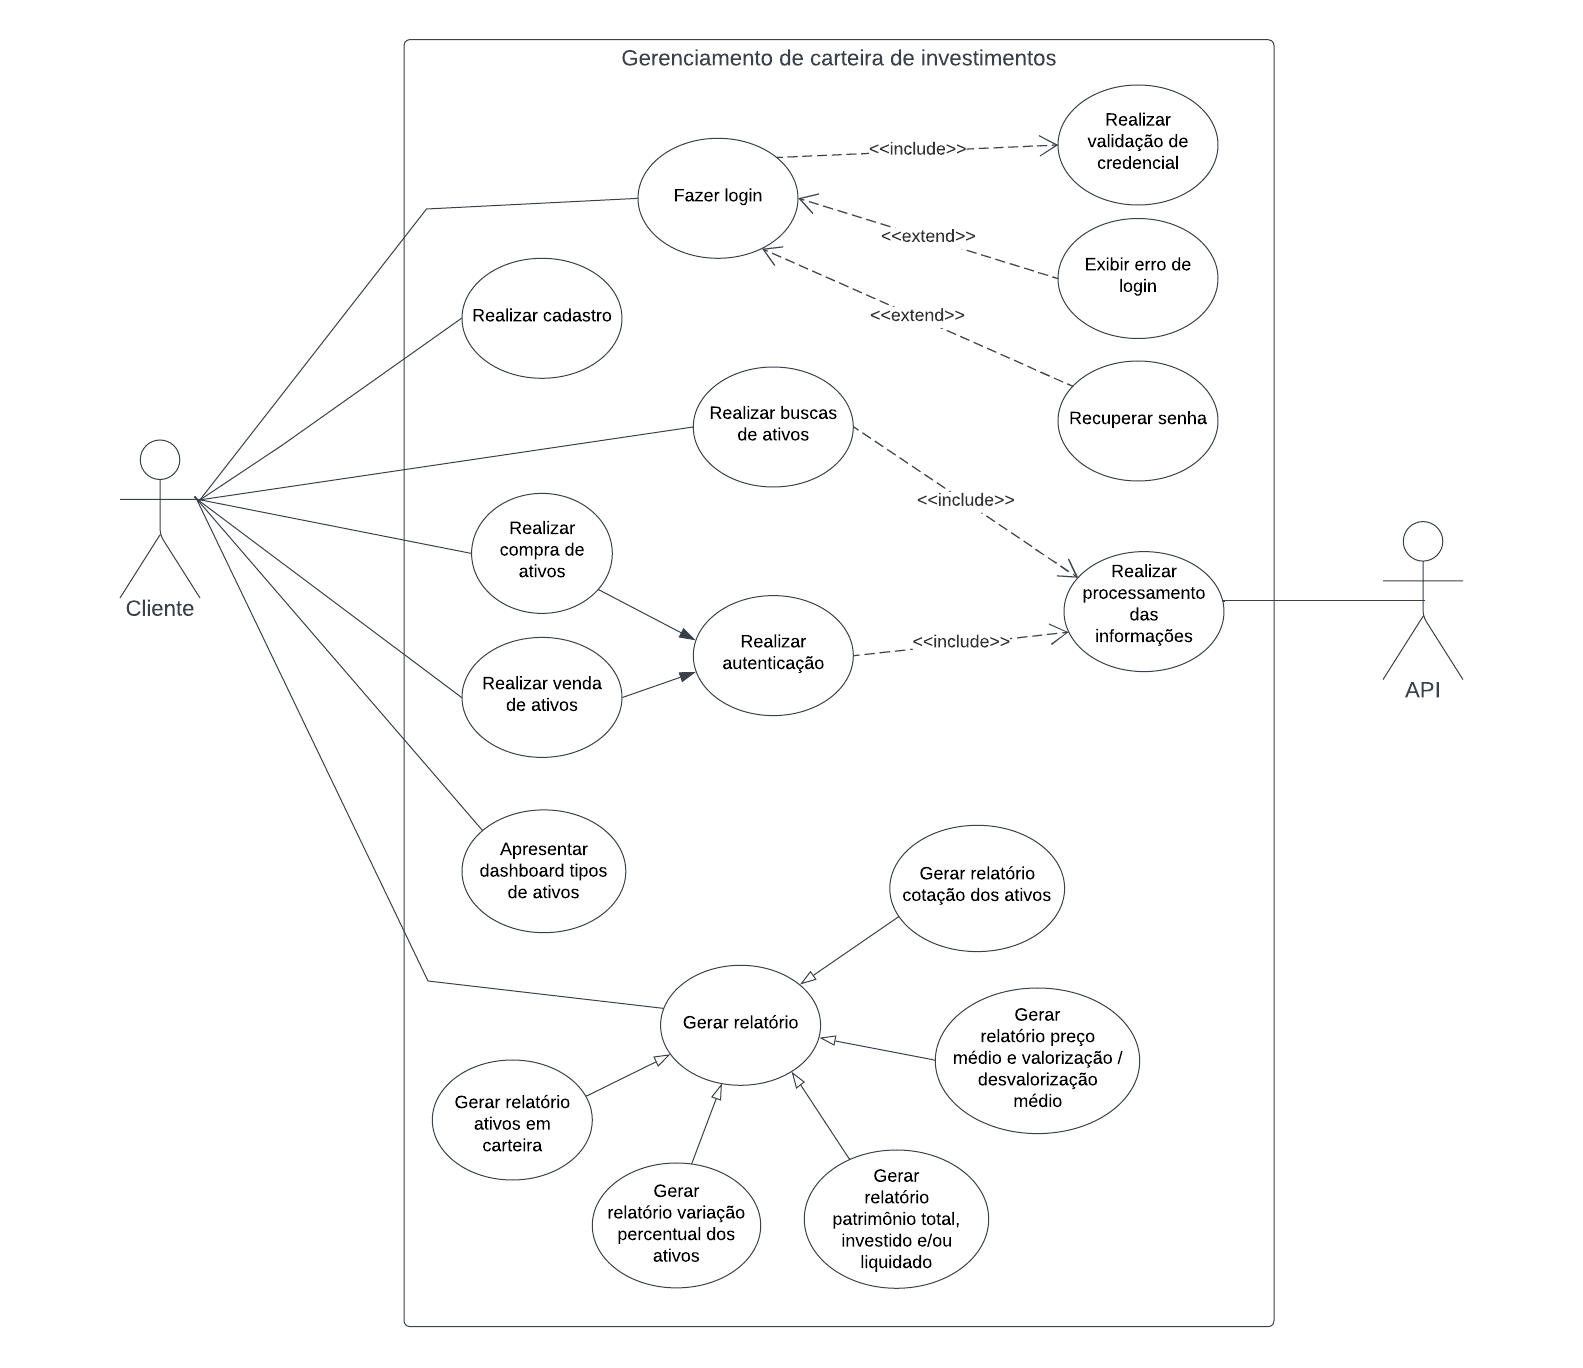 Gerenciamento de carteira de investimentos
Realizar
validação de
credencial
<<include>>
Fazer login
<<extend>>
Exibir erro de
login
<<extend>>
Realizar cadastro
Recuperar senha
Realizar buscas
de ativos
<<include>>
Realizar
compra de
ativos
Realizar
processamento
das
informações
Cliente
Realizar
autenticação
<<include>>
API
Realizar venda
de ativos
Apresentar
dashboard tipos
de ativos
Gerar relatório
cotação dos ativos
Gerar relatório
Gerar
relatório preço
médio e valorização /
desvalorização
médio
Gerar relatório
ativos em
carteira
Gerar
relatório variação
percentual dos
ativos
Gerar
relatório
patrimônio total,
investido e/ou
liquidado